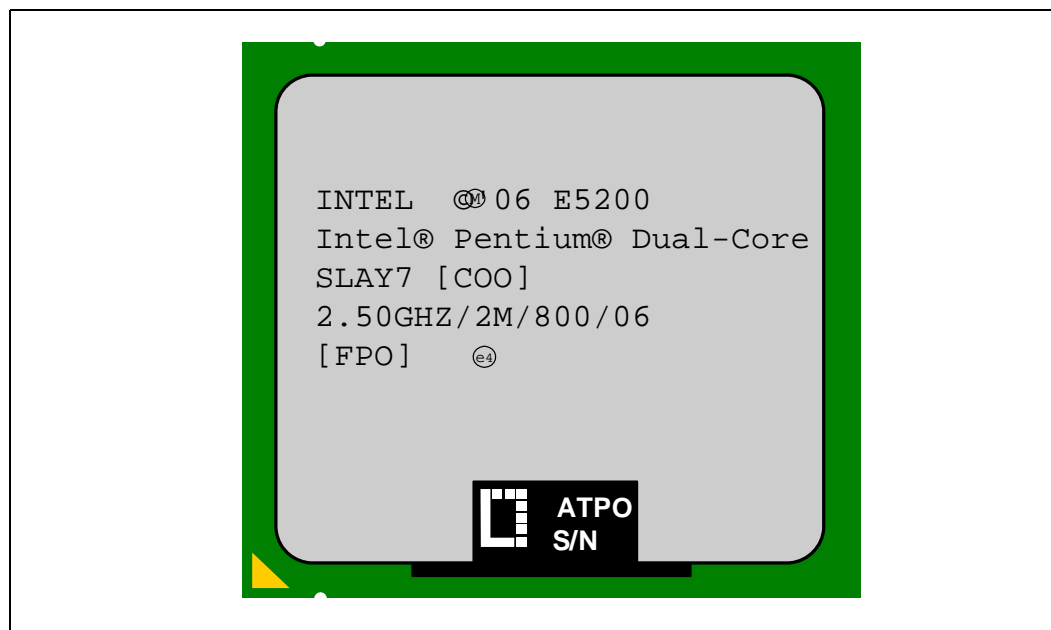 INTEL ©Ⓜ'06 E5200
Intel® Pentium® Dual-Core
SLAY7 [COO]
2.50GHZ/2M/800/06
[FPO] ⓔ4
ATPO
S/N